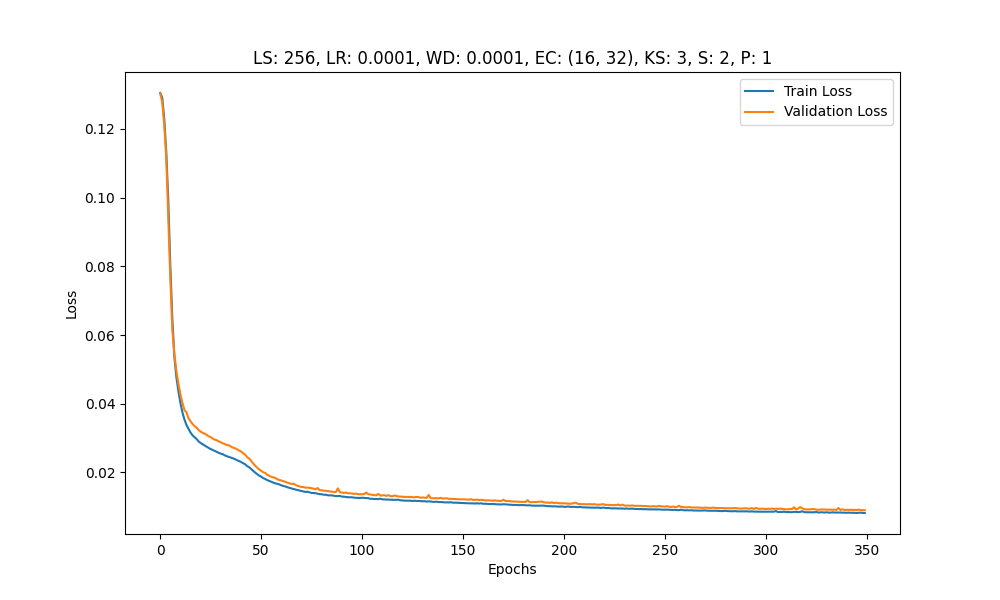 LS: 256, LR: 0.0001, WD: 0.0001, EC: (16, 32), KS: 3, S: 2, P: 1
Train Loss
Validation Loss
0.12
0.10
0.08
0.06
0.04
0.02
Loss
0 50 100 150 200 250 300 350
Epochs